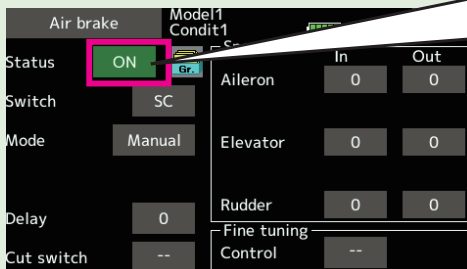 Air brake
Model1
Condit1
Status ON Gr.
In Out
Aileron 0 0
Switch SC
Mode Manual
Elevator 0 0
Rudder 0 0
Delay 0
Fine tuning
Cut switch --
Control --